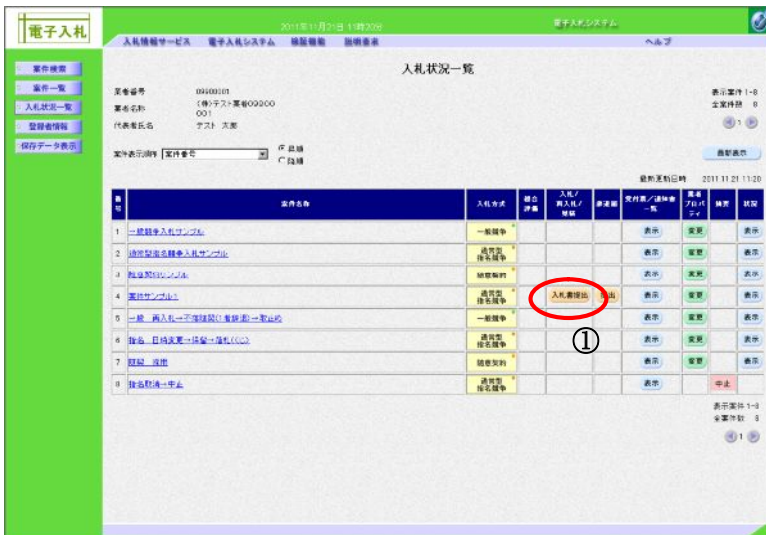 電子入札
2011年11月21日 11時20分
電子入札システム
入札情報サービス 電子入札システム 検証機能 説明要求 ヘルプ
案件検索
案件一覧
入札状況一覧
登録者情報
保存データ表示
入札状況一覧
業者番号 09900001
業者名称 (株)テスト業者09900
001
代表者氏名 テスト 太郎
表示案件 1-8
全案件数 8
1
案件表示順序 案件番号
昇順
降順
最新表示
最新更新日時 2011.11.21 11:20
番号 案件名称 入札方式 総合評価 入札/再入札/見積 辞退届 受付票/通知書一覧 業者プロパティ 摘要 状況
1 一般競争入札サンプル 一般競争 表示 変更 表示
2 通常型指名競争入札サンプル 通常型指名競争 表示 変更 表示
3 随意契約サンプル 随意契約 表示 変更 表示
4 案件サンプル1 通常型指名競争 入札書提出 提出 表示 変更 表示
5 一般 再入札→不落随契(1者辞退)→取止め 一般競争 表示 変更 表示
6 指名 日時変更→保留→落札(くじ) 通常型指名競争 表示 変更 表示
7 随契 決定 随意契約 表示 変更 表示
8 指名取消→中止 通常型指名競争 表示 中止
①
表示案件 1-8
全案件数 8
1